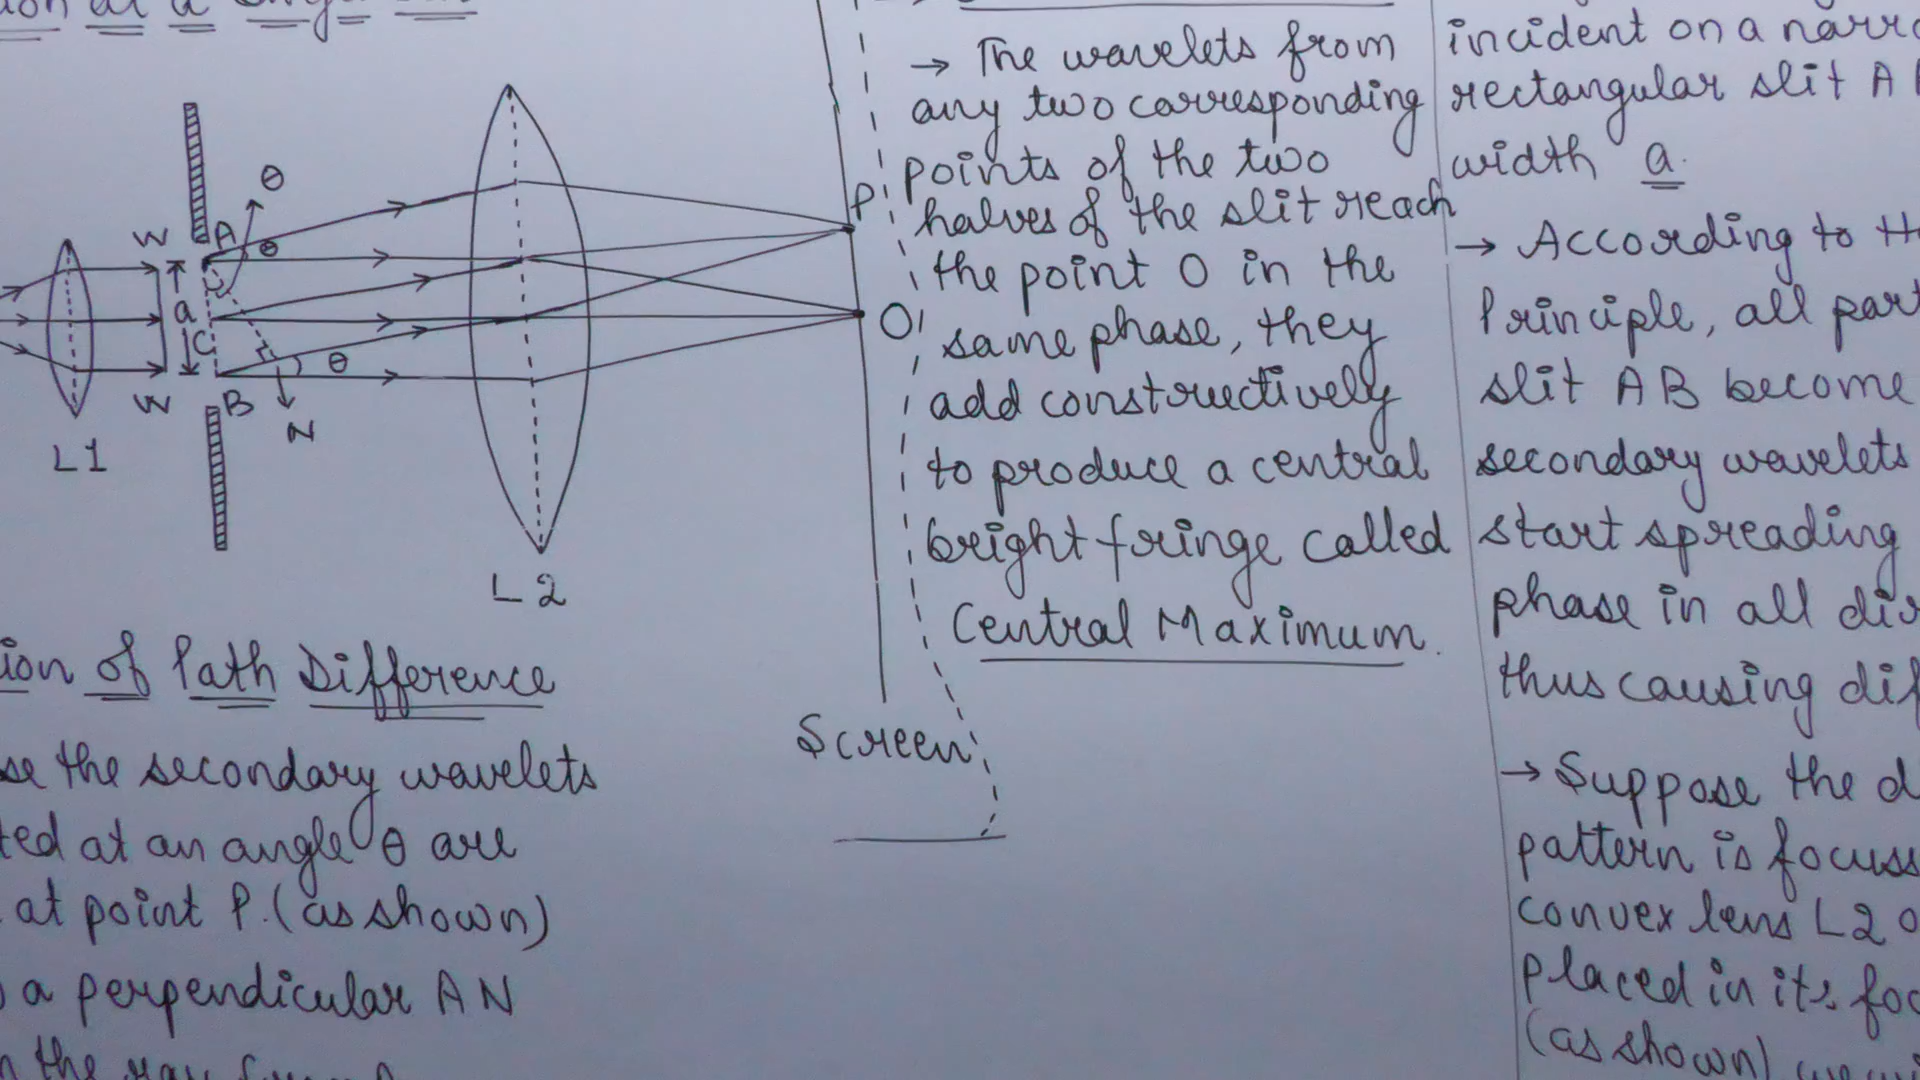 at a
θ
W
A
θ
a
C
θ
W
B
N
L1
L2
P
O
Screen
of Path Difference
the secondary wavelets
at an angle θ are
at point P. (as shown)
a perpendicular AN
the ray from
→ The wavelets from
any two corresponding
points of the two
halves of the slit reach
the point O in the
same phase, they
add constructively
to produce a central
bright fringe called
Central Maximum.
incident on a
rectangular slit A
width a.
→ According to
Principle, all
slit AB become
secondary wavelets
start spreading
phase in all
thus causing
→ Suppose the
pattern is
convex lens L2
placed in its
(as shown)